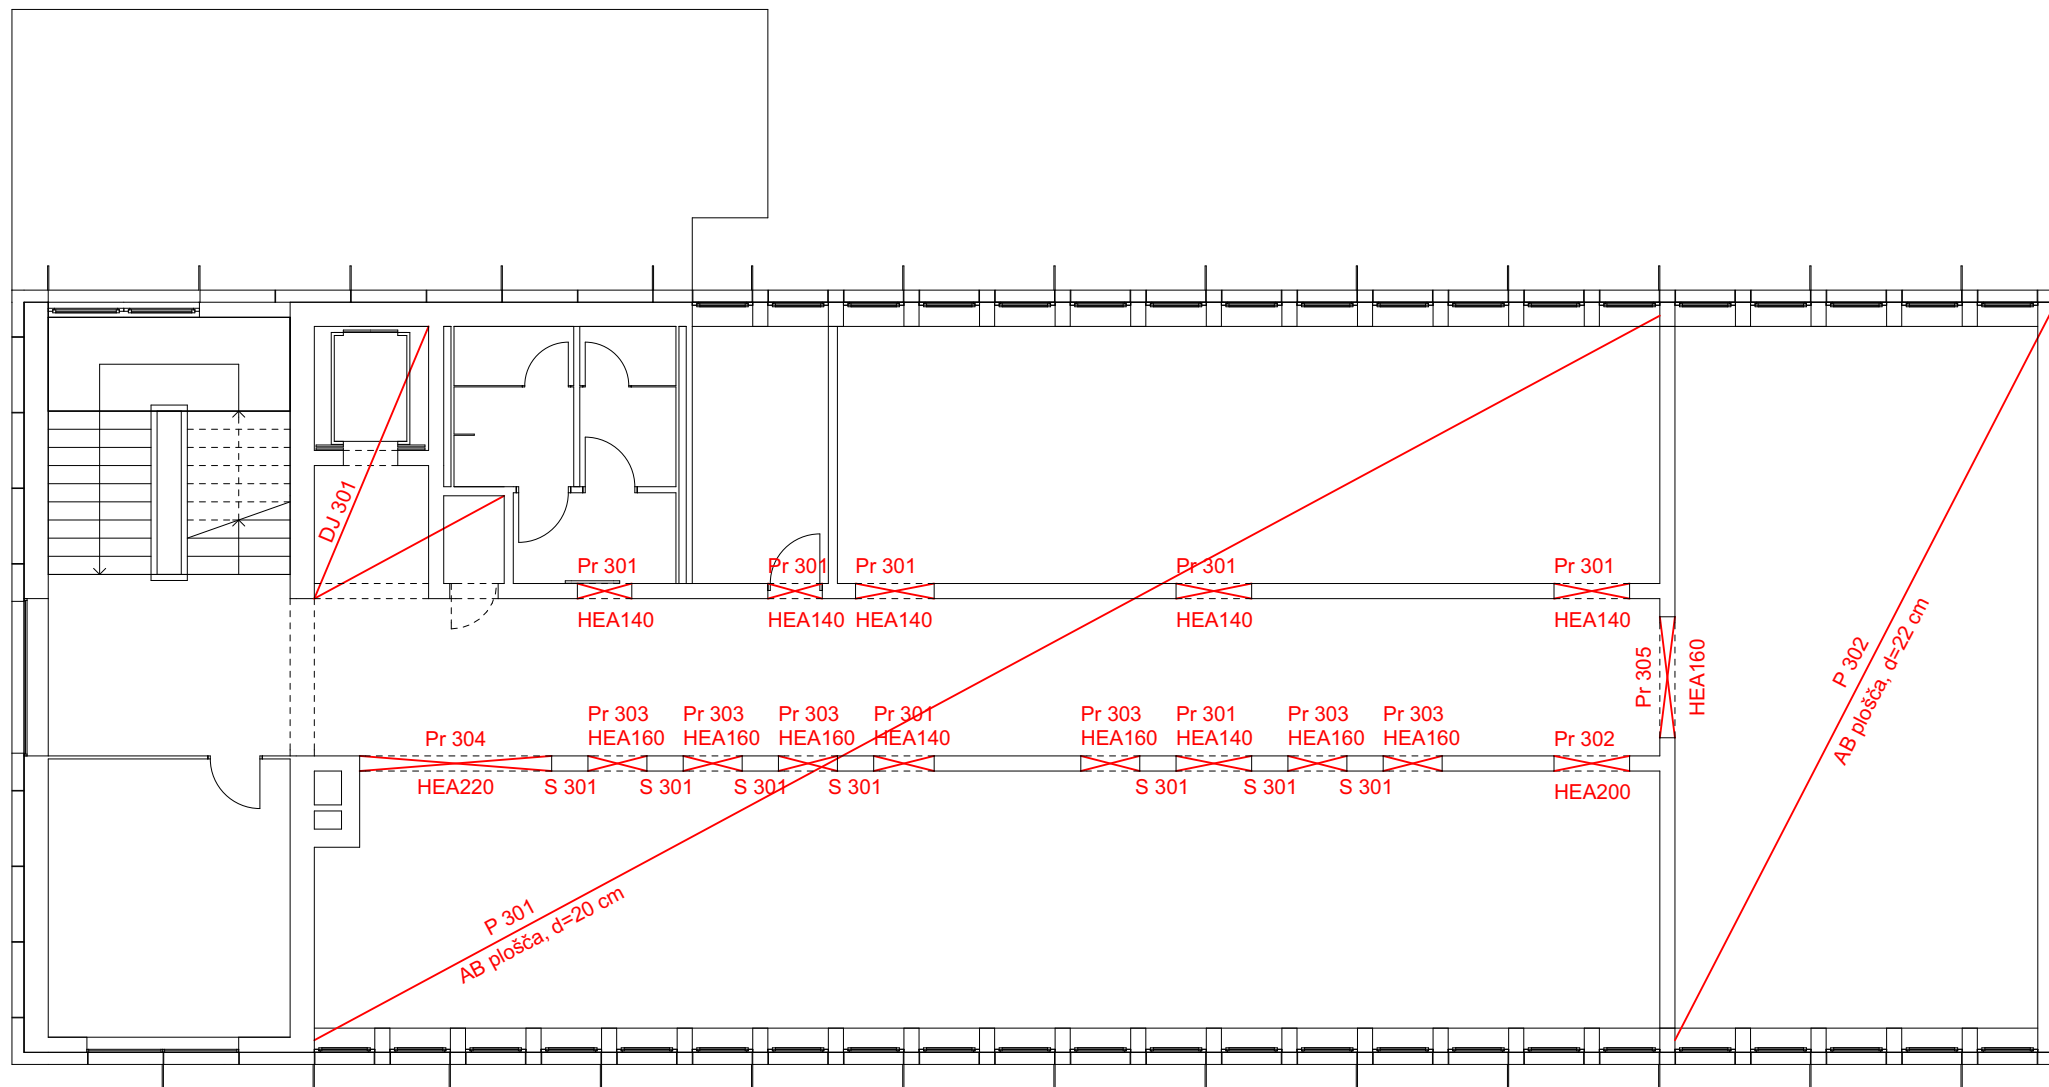 DJ 301
Pr 301
Pr 301
Pr 301
Pr 301
Pr 301
HEA140
HEA140
HEA140
HEA140
HEA140
Pr 305
HEA160
P 302
AB plošča, d=22 cm
Pr 304
Pr 303
HEA160
Pr 303
HEA160
Pr 303
HEA160
Pr 301
HEA140
Pr 303
HEA160
Pr 301
HEA140
Pr 303
HEA160
Pr 303
HEA160
Pr 302
HEA220
S 301
S 301
S 301
S 301
S 301
S 301
S 301
HEA200
P 301
AB plošča, d=20 cm